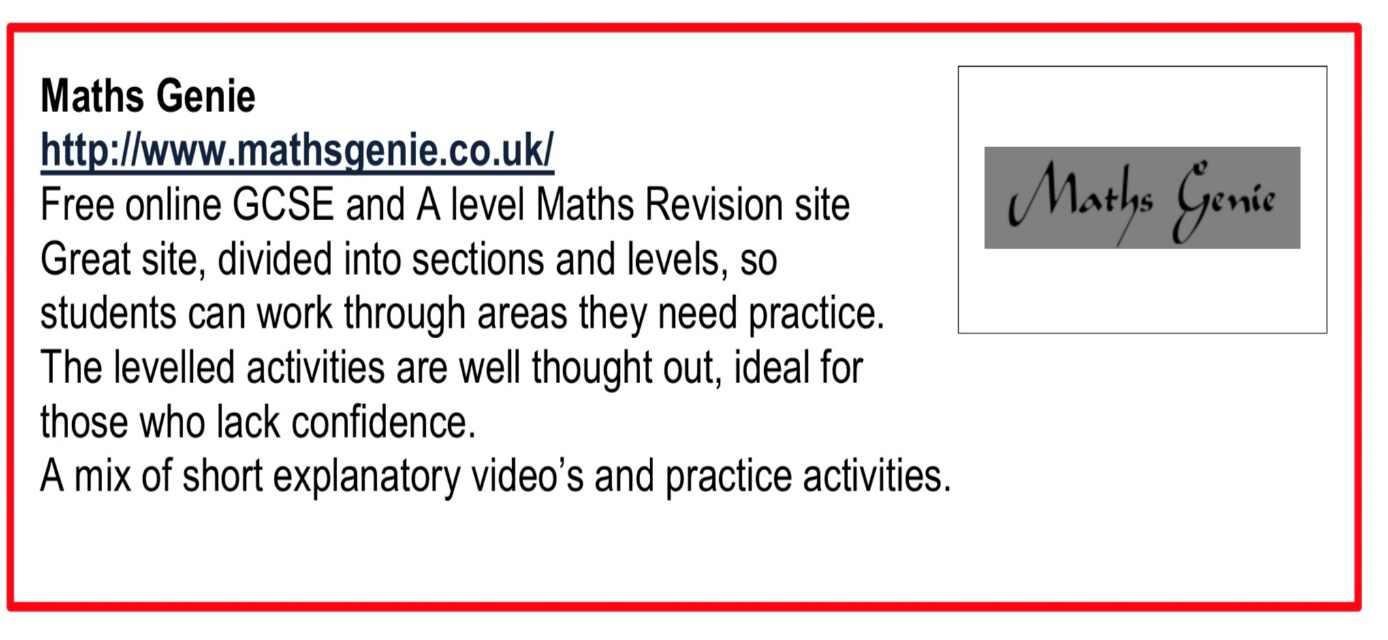 Maths Genie
http://www.mathsgenie.co.uk/
Free online GCSE and A level Maths Revision site
Great site, divided into sections and levels, so
students can work through areas they need practice.
The levelled activities are well thought out, ideal for
those who lack confidence.
A mix of short explanatory video’s and practice activities.
Maths Genie